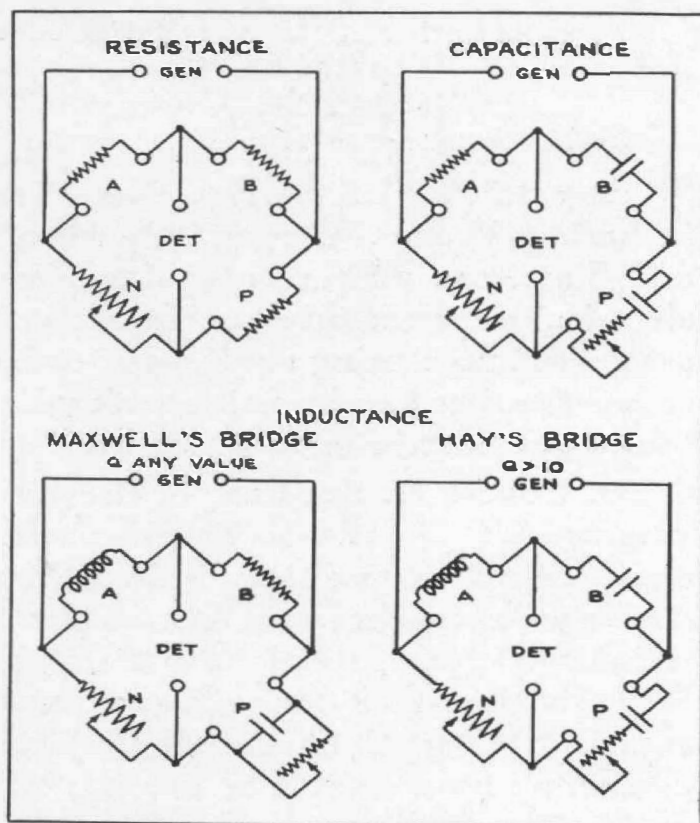 RESISTANCE
GEN
A
B
DET
N
P
CAPACITANCE
GEN
A
B
DET
N
P
INDUCTANCE
MAXWELL'S BRIDGE
Q ANY VALUE
GEN
A
B
DET
N
P
HAY'S BRIDGE
Q>10
GEN
A
B
DET
N
P